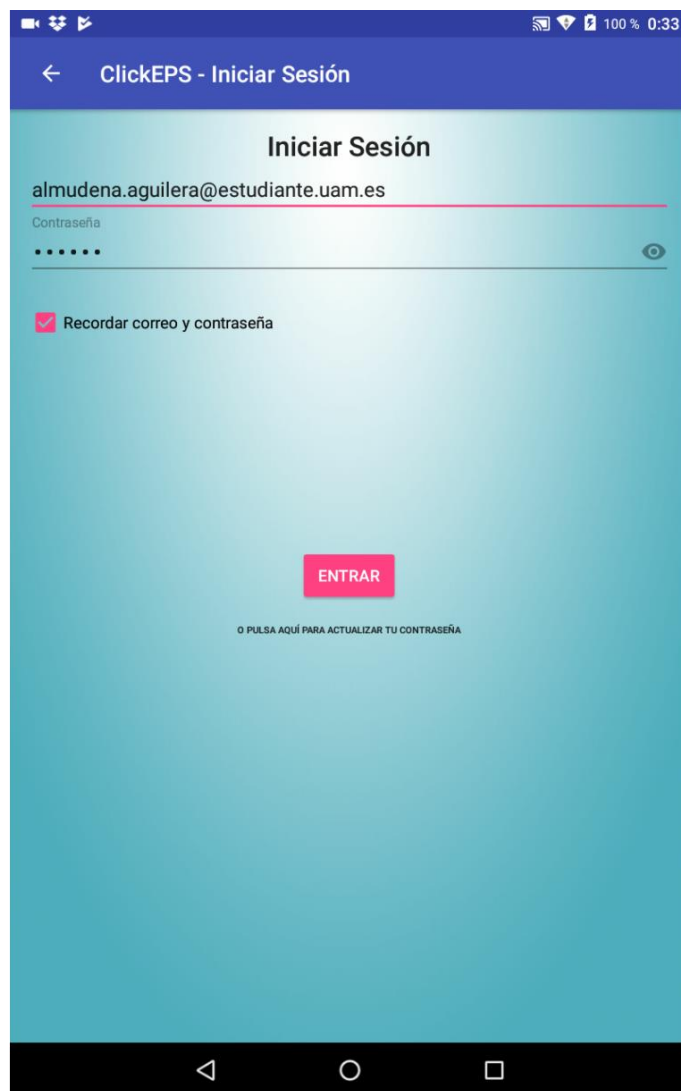 100 % 0:33
ClickEPS - Iniciar Sesión
Iniciar Sesión
almudena.aguilera@estudiante.uam.es
Contraseña
••••••
Recordar correo y contraseña
ENTRAR
O PULSA AQUÍ PARA ACTUALIZAR TU CONTRASEÑA